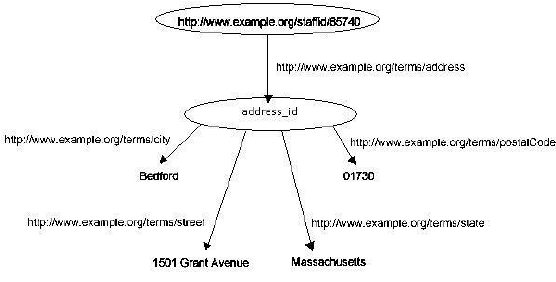 http://www.example.org/staffid/85740
http://www.example.org/terms/address
address_id
http://www.example.org/terms/city
http://www.example.org/terms/postalCode
Bedford
01730
http://www.example.org/terms/street
http://www.example.org/terms/state
1501 Grant Avenue
Massachusetts